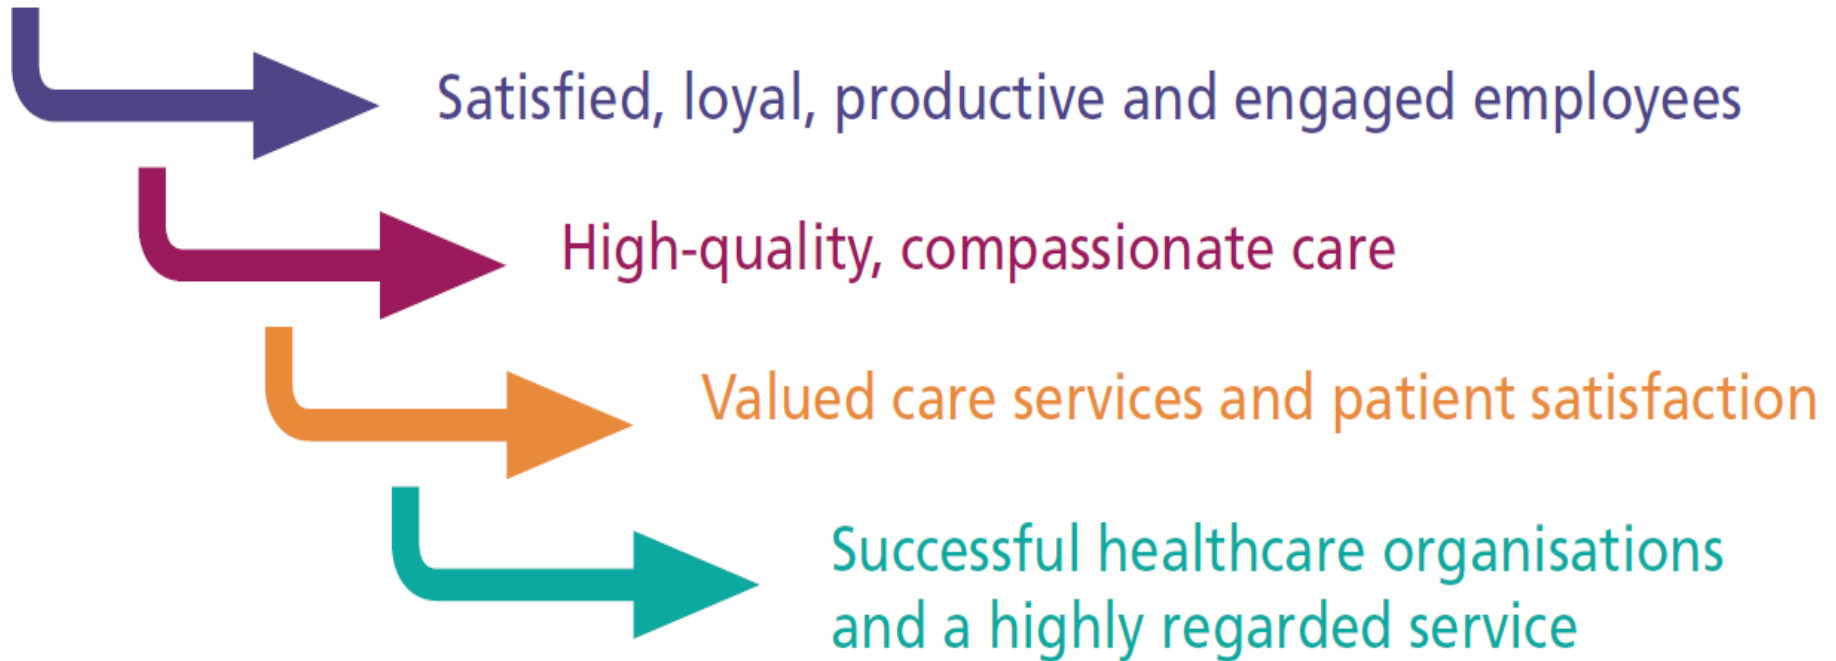 Satisfied, loyal, productive and engaged employees
High-quality, compassionate care
Valued care services and patient satisfaction
Successful healthcare organisations
and a highly regarded service